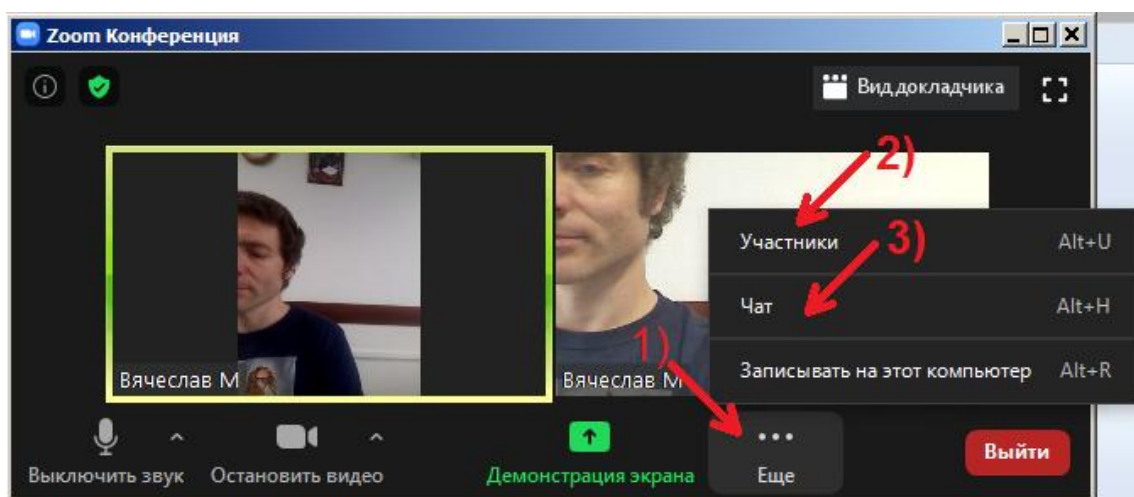 Zoom Конференция
Вид докладчика
2)
Участники Alt+U
3)
Чат Alt+H
1)
Записывать на этот компьютер Alt+R
Вячеслав М
Вячеслав М
Выключить звук Остановить видео Демонстрация экрана Еще Выйти